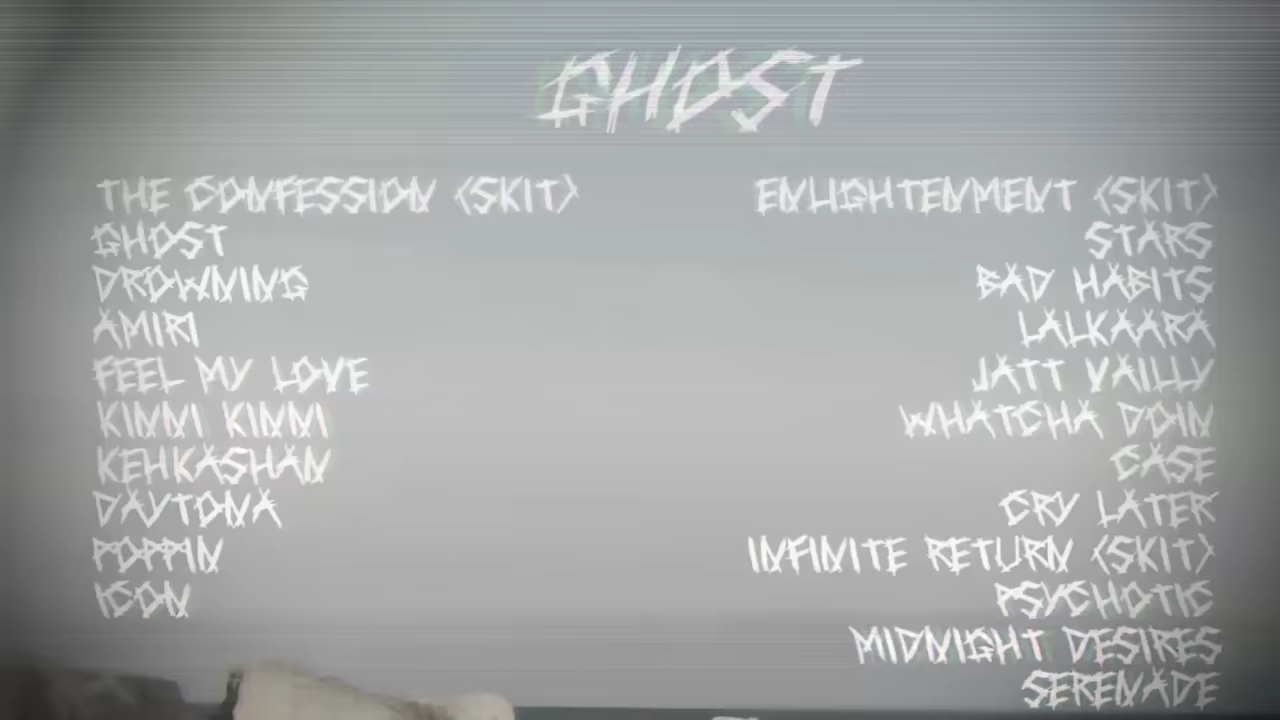 GHOST
THE CONFESSION (SKIT)
GHOST
DROWNING
AMIRI
FEEL MY LOVE
KINNI KINNI
KEHKASHAN
DAYTONA
POPPIN
ICON
ENLIGHTENMENT (SKIT)
STARS
BAD HABITS
LALKAARA
JATT VAILLY
WHATCHA DOIN
CASE
CRY LATER
INFINITE RETURN (SKIT)
PSYCHOTIC
MIDNIGHT DESIRES
SERENADE